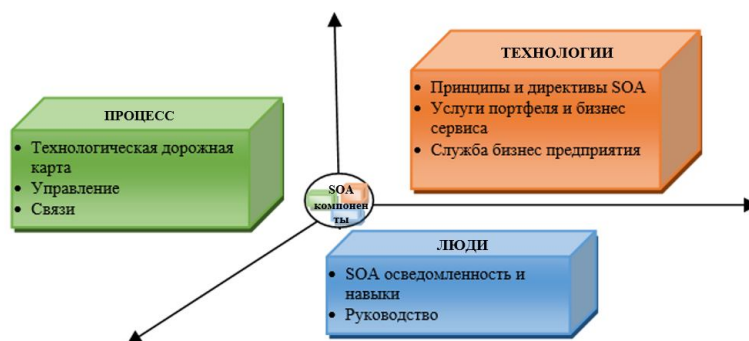 ТЕХНОЛОГИИ
• Принципы и директивы SOA
• Услуги портфеля и бизнес
сервиса
• Служба бизнес предприятия
ПРОЦЕСС
• Технологическая дорожная
карта
• Управление
• Связи
SOA
компонен
ты
ЛЮДИ
• SOA осведомленность и
навыки
• Руководство